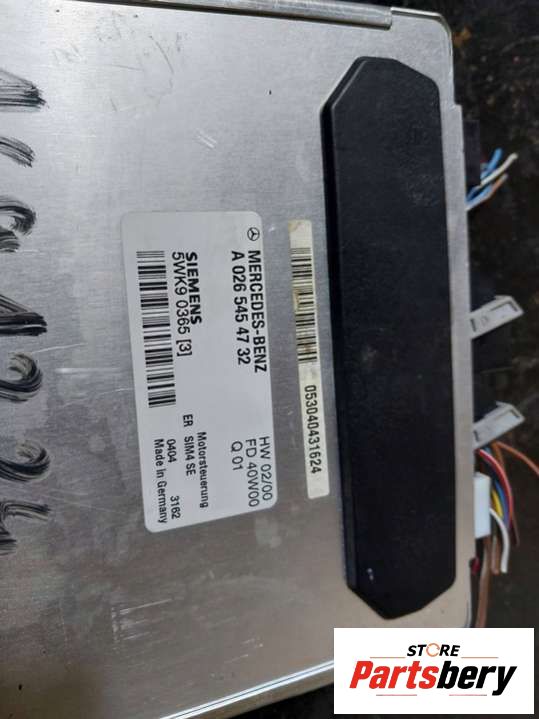 MERCEDES-BENZ
A 026 545 47 32
HW 02/00
FD 40W00
Q 01
SIEMENS
5WK9 0365 [3]
Motorsteuerung
ER SIM4 SE
0404 3162
Made In Germany
053040431624
STORE
Partsbery